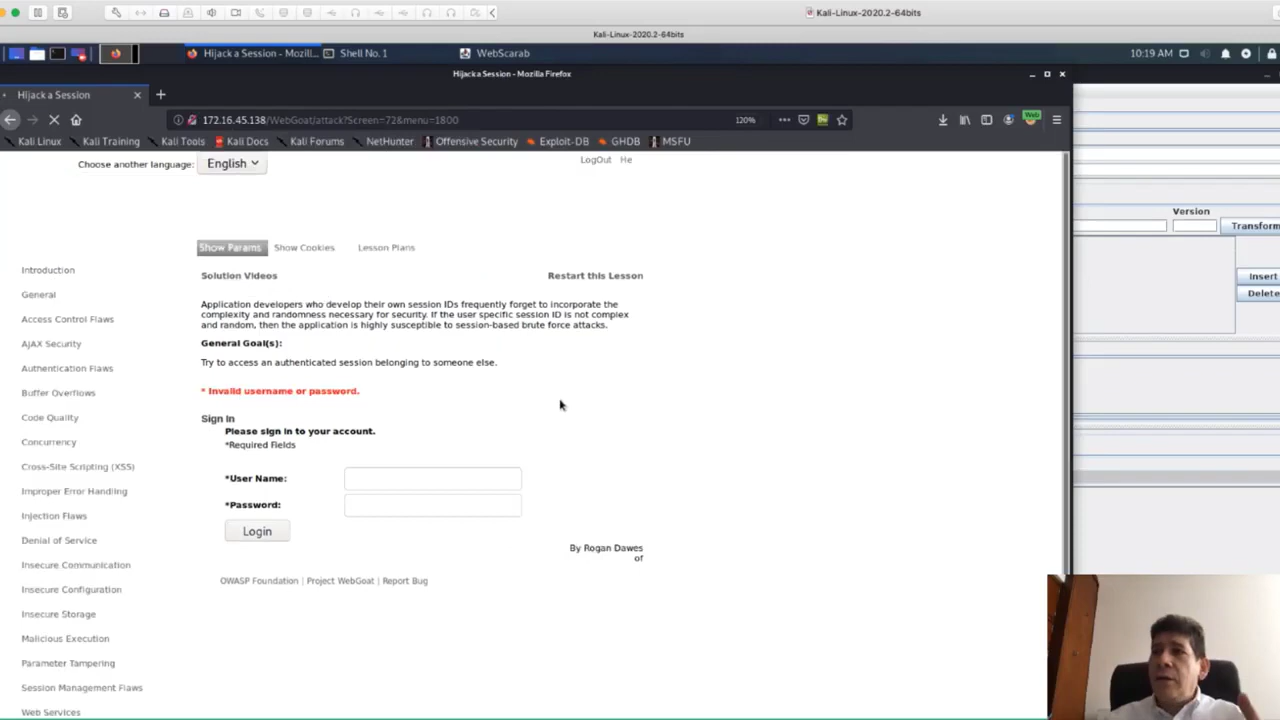 Kali-Linux-2020.2-64bits
Kali-Linux-2020.2-64bits
Hijack a Session - Mozill... Shell No. 1 WebScarab 10:19 AM
Hijack a Session - Mozilla Firefox
Hijack a Session
172.16.45.138/WebGoat/attack?Screen=72&menu=1800 120% Web
Kali Linux Kali Training Kali Tools Kali Docs Kali Forums NetHunter Offensive Security Exploit-DB GHDB MSFU
Choose another language: English LogOut He
Show Params Show Cookies Lesson Plans
Solution Videos Restart this Lesson
Application developers who develop their own session IDs frequently forget to incorporate the
complexity and randomness necessary for security. If the user specific session ID is not complex
and random, then the application is highly susceptible to session-based brute force attacks.
General Goal(s):
Try to access an authenticated session belonging to someone else.
* Invalid username or password.
Sign In
Please sign in to your account.
*Required Fields
*User Name:
*Password:
Login
By Rogan Dawes
of
OWASP Foundation | Project WebGoat | Report Bug
Introduction
General
Access Control Flaws
AJAX Security
Authentication Flaws
Buffer Overflows
Code Quality
Concurrency
Cross-Site Scripting (XSS)
Improper Error Handling
Injection Flaws
Denial of Service
Insecure Communication
Insecure Configuration
Insecure Storage
Malicious Execution
Parameter Tampering
Session Management Flaws
Web Services
Version
Transform
Insert
Delete